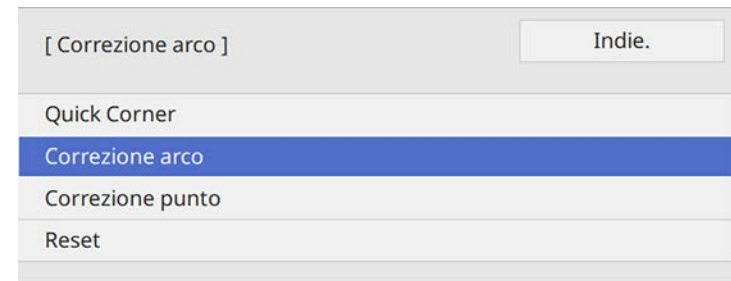 [ Correzione arco ]
Indie.
Quick Corner
Correzione arco
Correzione punto
Reset